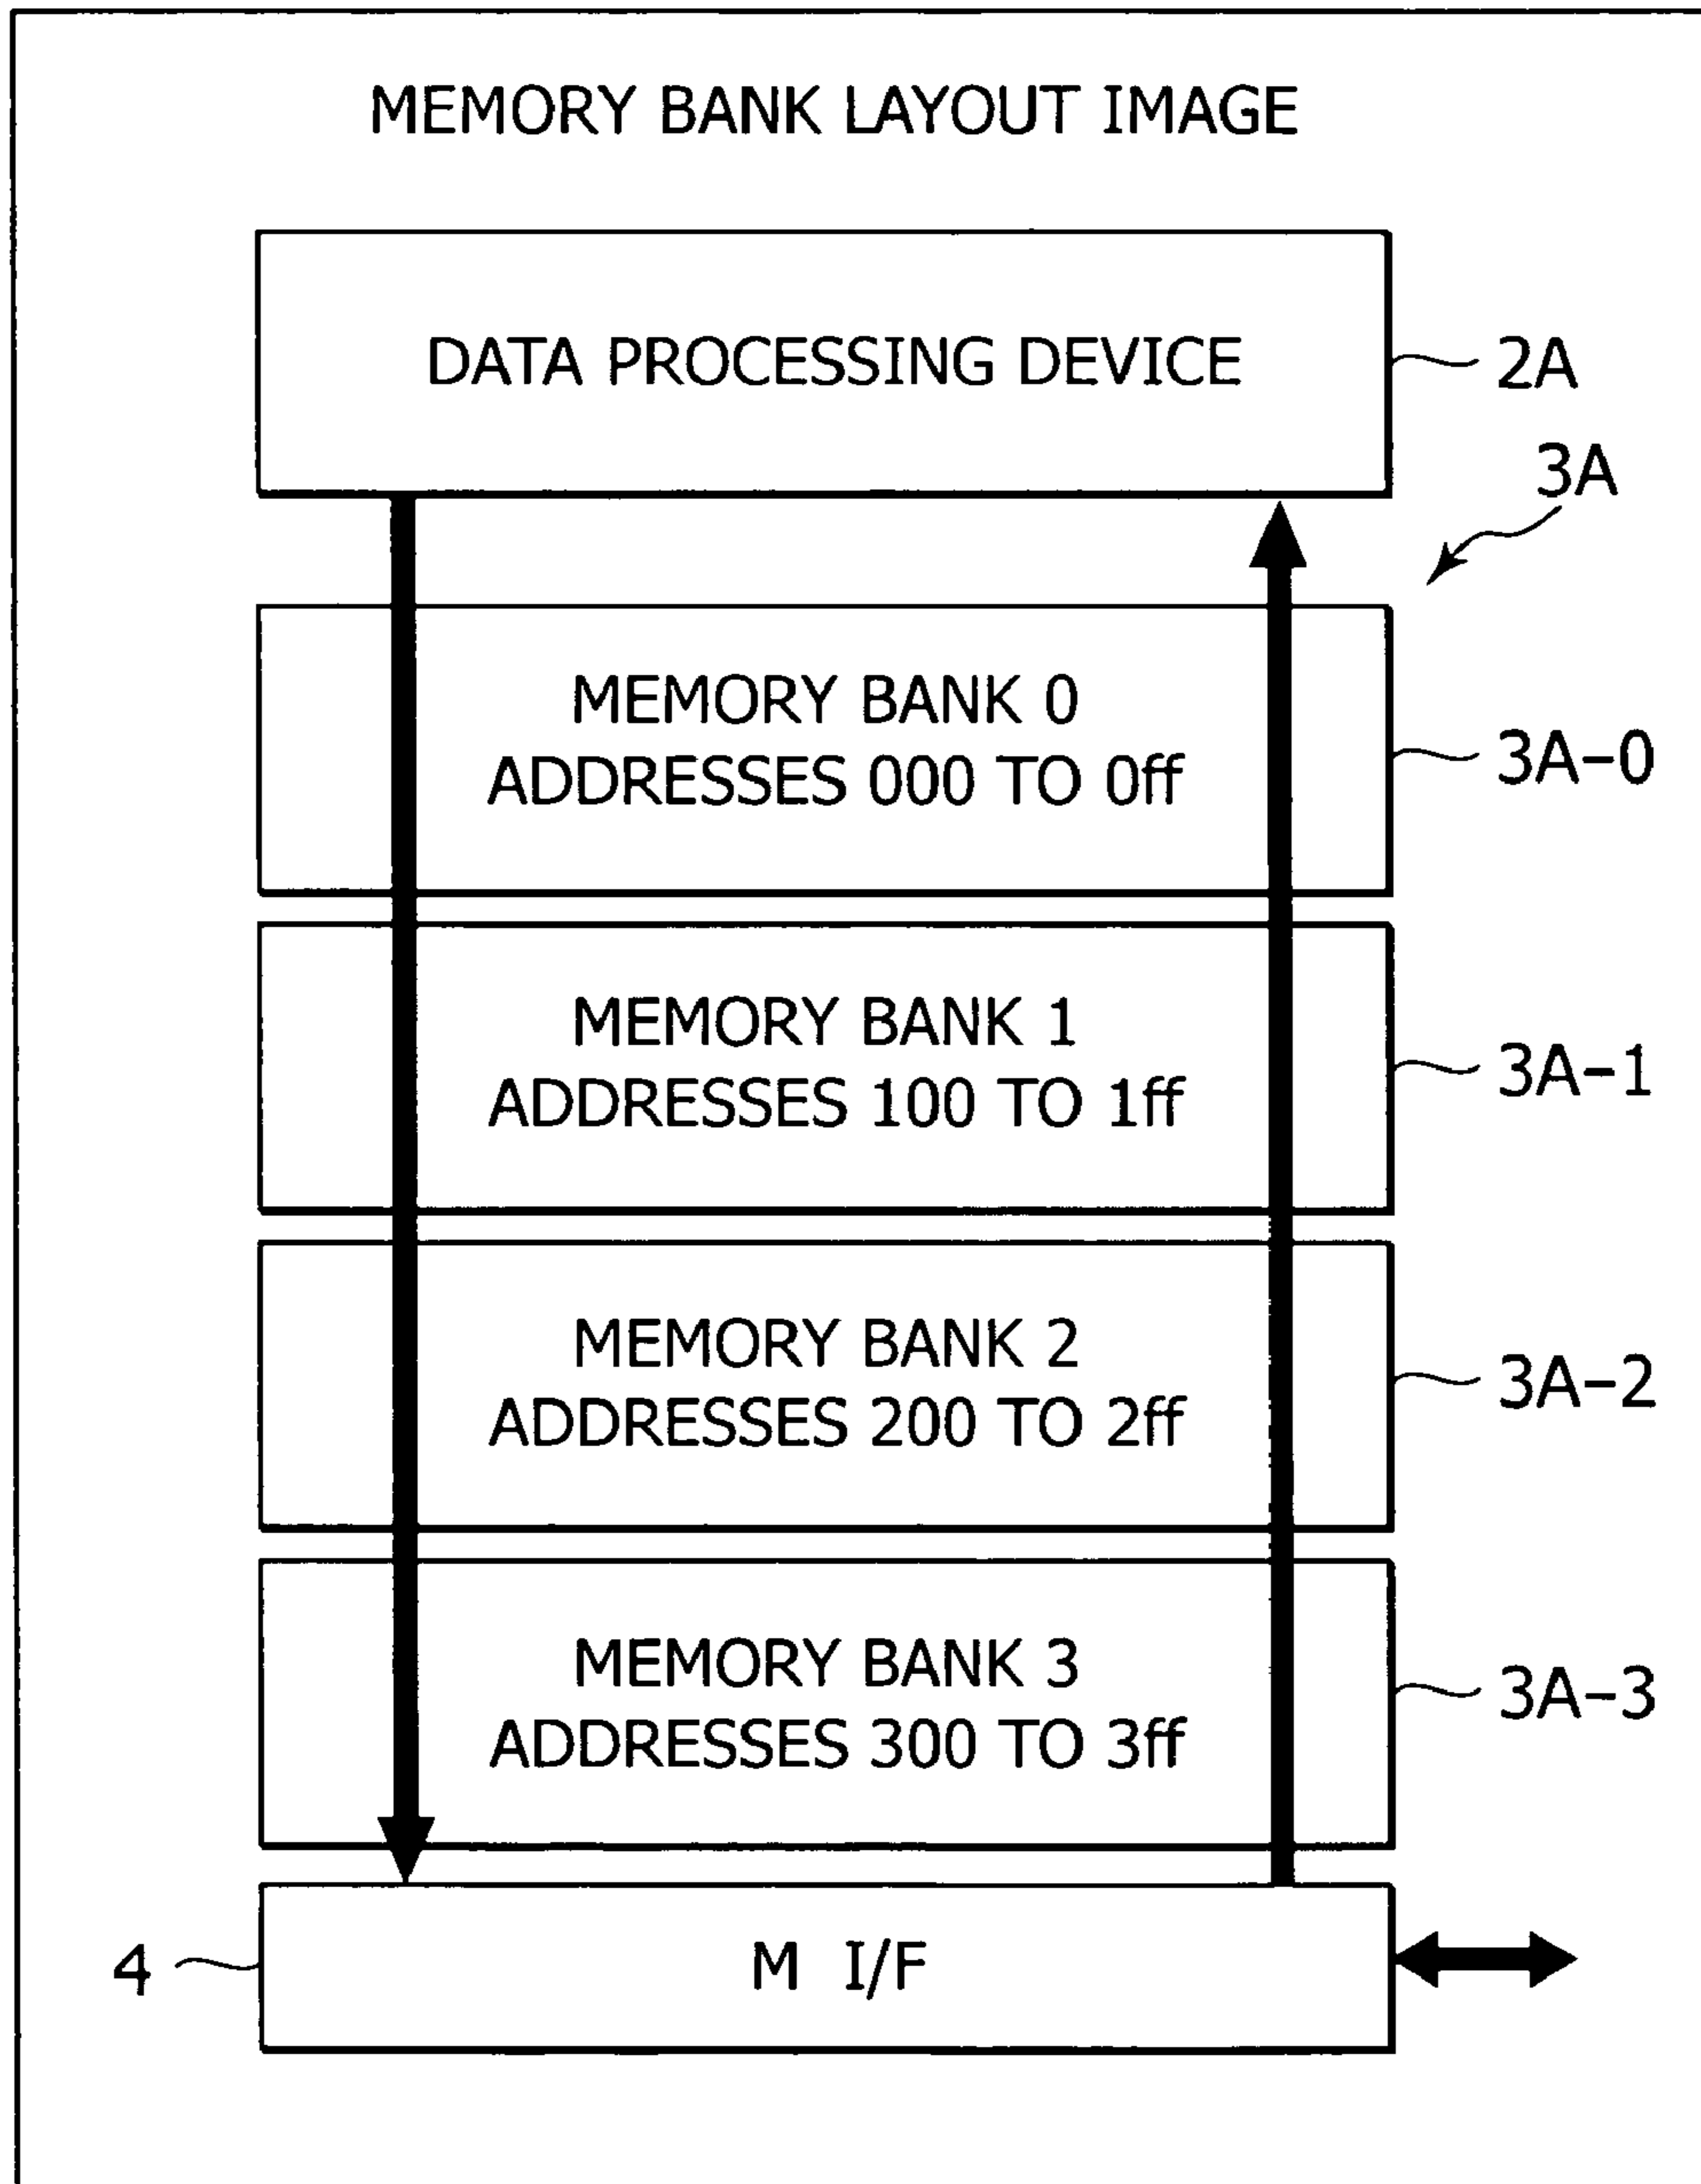 MEMORY BANK LAYOUT IMAGE
DATA PROCESSING DEVICE
2A
3A
MEMORY BANK 0
ADDRESSES 000 TO 0ff
3A-0
MEMORY BANK 1
ADDRESSES 100 TO 1ff
3A-1
MEMORY BANK 2
ADDRESSES 200 TO 2ff
3A-2
MEMORY BANK 3
ADDRESSES 300 TO 3ff
3A-3
4
M I/F